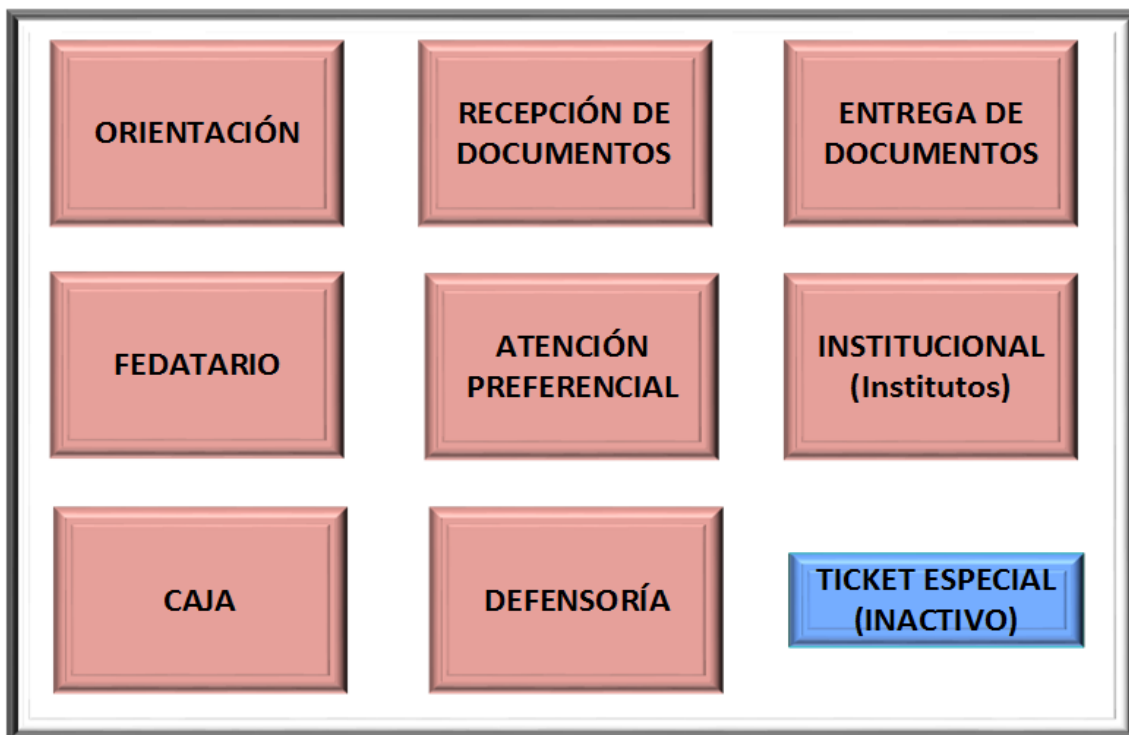 ORIENTACIÓN
RECEPCIÓN DE
DOCUMENTOS
ENTREGA DE
DOCUMENTOS
FEDATARIO
ATENCIÓN
PREFERENCIAL
INSTITUCIONAL
(Institutos)
CAJA
DEFENSORÍA
TICKET ESPECIAL
(INACTIVO)